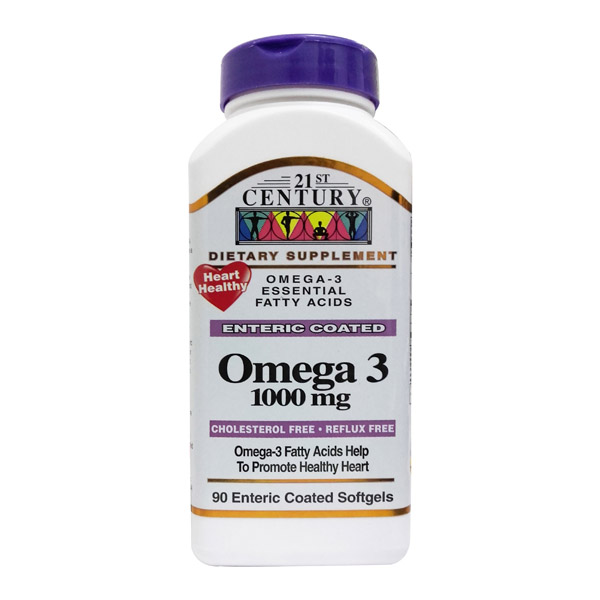 21ST
CENTURY®
DIETARY SUPPLEMENT
Heart
Healthy
OMEGA-3
ESSENTIAL
FATTY ACIDS
ENTERIC COATED
Omega 3
1000 mg
CHOLESTEROL FREE • REFLUX FREE
Omega-3 Fatty Acids Help
To Promote Healthy Heart
90 Enteric Coated Softgels